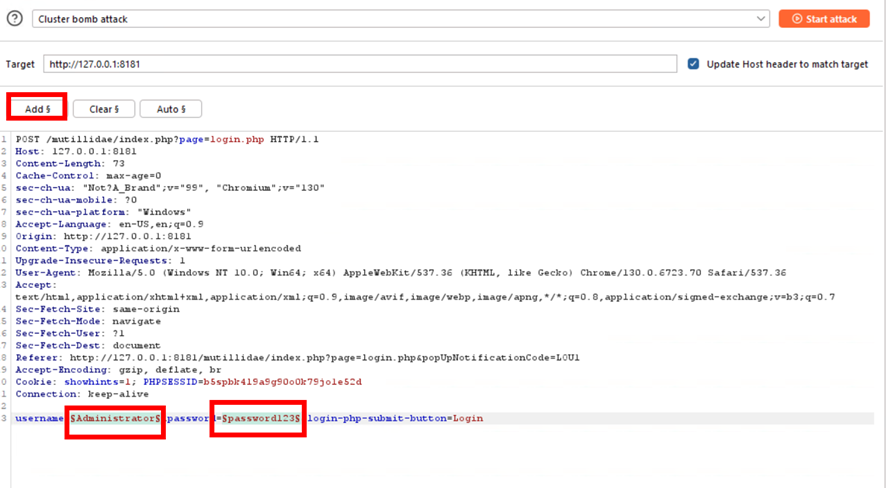 Cluster bomb attack
Start attack
Target http://127.0.0.1:8181
Update Host header to match target
Add § Clear § Auto §
1 POST /mutillidae/index.php?page=login.php HTTP/1.1
2 Host: 127.0.0.1:8181
3 Content-Length: 73
4 Cache-Control: max-age=0
5 sec-ch-ua: "Not?A_Brand";v="99", "Chromium";v="130"
6 sec-ch-ua-mobile: ?0
7 sec-ch-ua-platform: "Windows"
8 Accept-Language: en-US,en;q=0.9
9 Origin: http://127.0.0.1:8181
0 Content-Type: application/x-www-form-urlencoded
1 Upgrade-Insecure-Requests: 1
2 User-Agent: Mozilla/5.0 (Windows NT 10.0; Win64; x64) AppleWebKit/537.36 (KHTML, like Gecko) Chrome/130.0.6723.70 Safari/537.36
3 Accept:
text/html,application/xhtml+xml,application/xml;q=0.9,image/avif,image/webp,image/apng,*/*;q=0.8,application/signed-exchange;v=b3;q=0.7
4 Sec-Fetch-Site: same-origin
5 Sec-Fetch-Mode: navigate
6 Sec-Fetch-User: ?1
7 Sec-Fetch-Dest: document
8 Referer: http://127.0.0.1:8181/mutillidae/index.php?page=login.php&popUpNotificationCode=L0U1
9 Accept-Encoding: gzip, deflate, br
0 Cookie: showhints=1; PHPSESSID=b5spbk419a9g90o0k79jo1e52d
1 Connection: keep-alive
2
3 username §Administrator§ password=§password123§ login-php-submit-button=Login